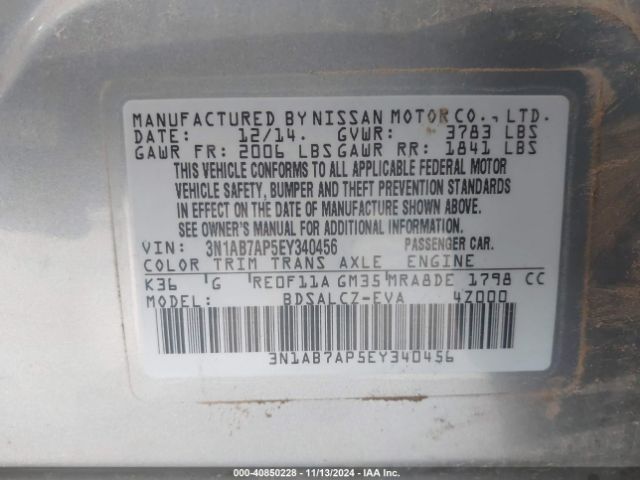 MANUFACTURED BY NISSAN MOTOR CO., LTD.
DATE: 12/14. GVWR: 3783 LBS
GAWR FR: 2006 LBS GAWR RR: 1841 LBS
THIS VEHICLE CONFORMS TO ALL APPLICABLE FEDERAL MOTOR
VEHICLE SAFETY, BUMPER AND THEFT PREVENTION STANDARDS
IN EFFECT ON THE DATE OF MANUFACTURE SHOWN ABOVE.
SEE OWNER'S MANUAL FOR ADDITIONAL INFORMATION.
VIN: 3N1AB7AP5EY340456 PASSENGER CAR.
COLOR TRIM TRANS AXLE ENGINE
K36 G RE0F11A GM35 MRA8DE 1798 CC
MODEL: BDSALCZ-EVA 4Z000
3N1AB7AP5EY340456
000-40850228 - 11/13/2024 - IAA Inc.